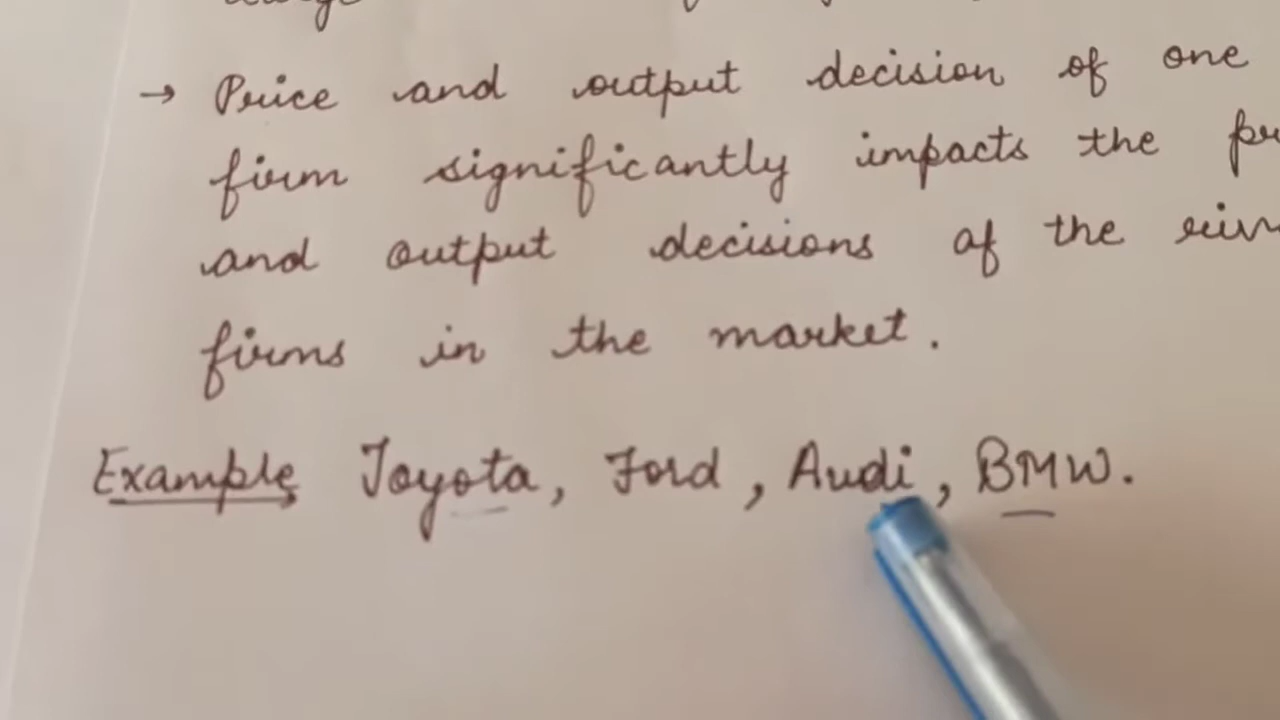 → Price and output decision of one
firm significantly impacts the
and output decisions of the
firms in the market.
Example Toyota, Ford, Audi, BMW.